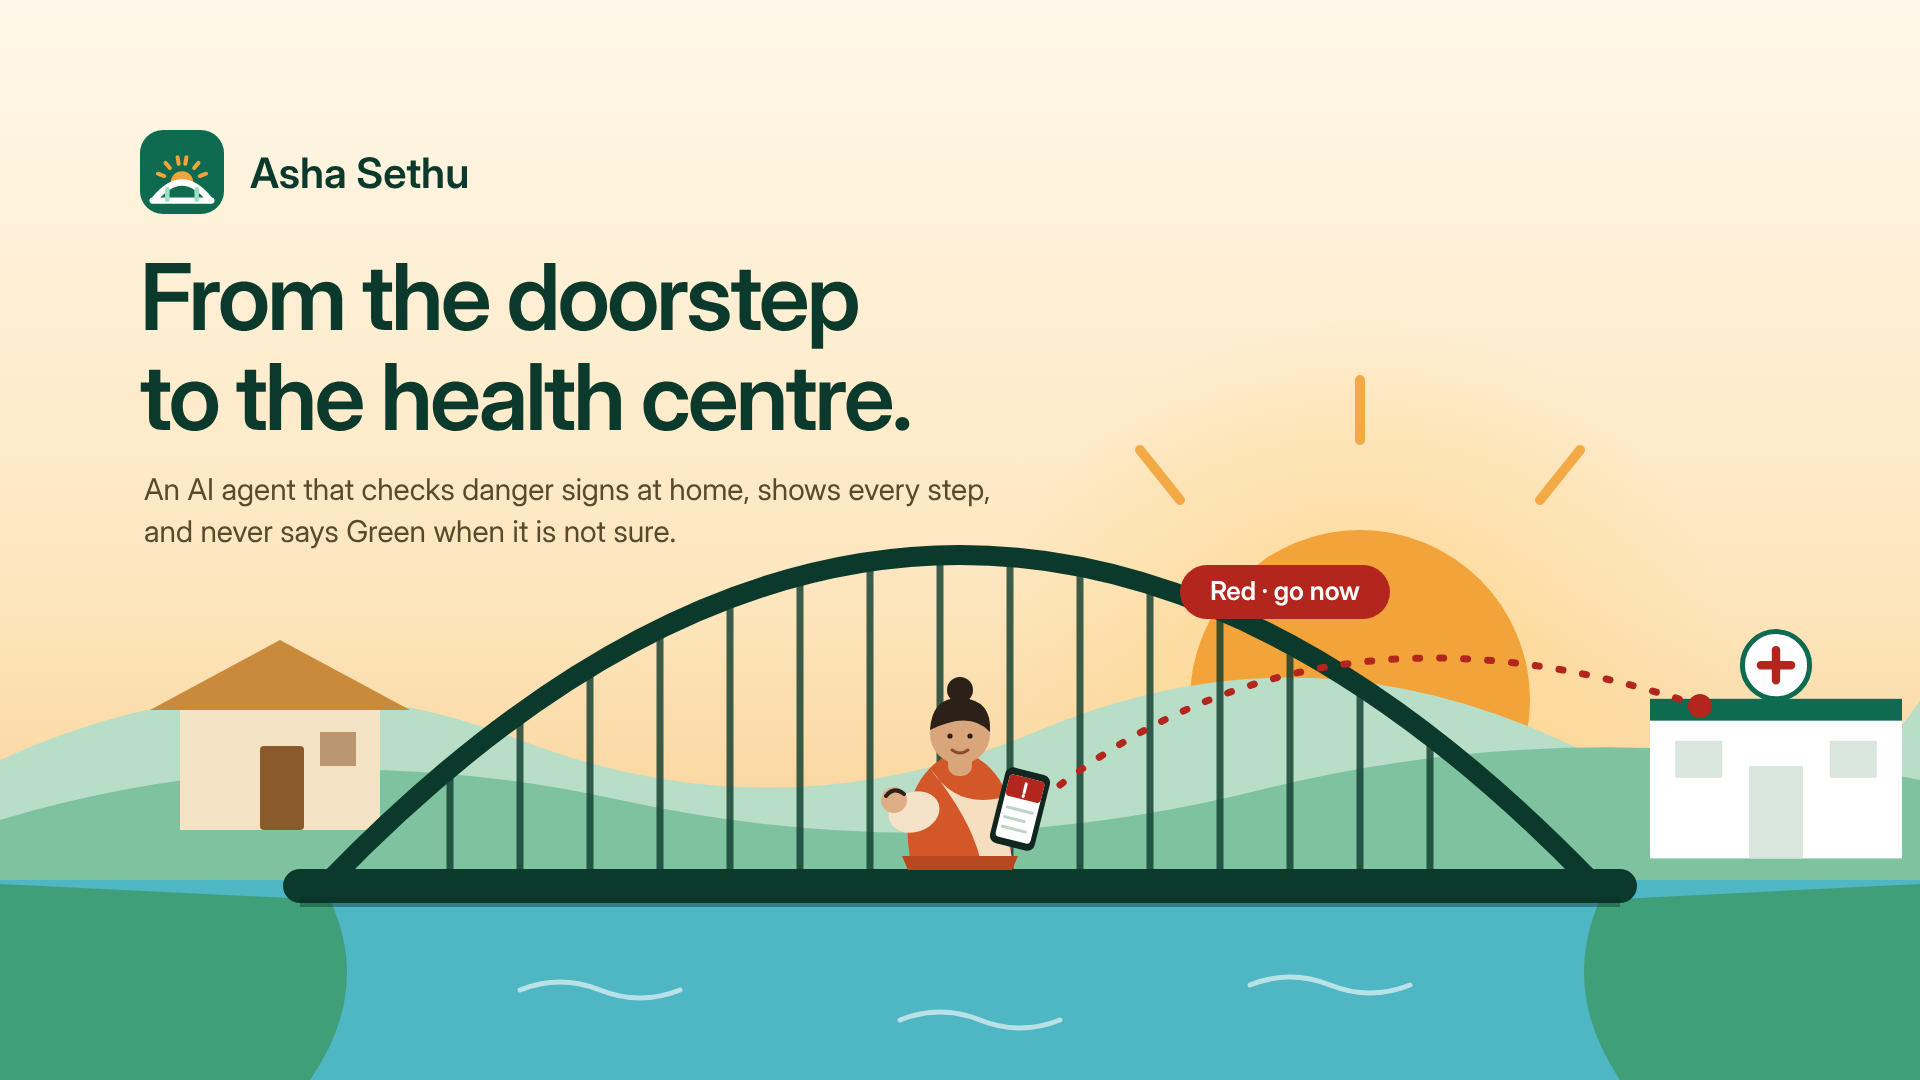 Asha Sethu
From the doorstep
to the health centre.
An AI agent that checks danger signs at home, shows every step,
and never says Green when it is not sure.
Red · go now
!